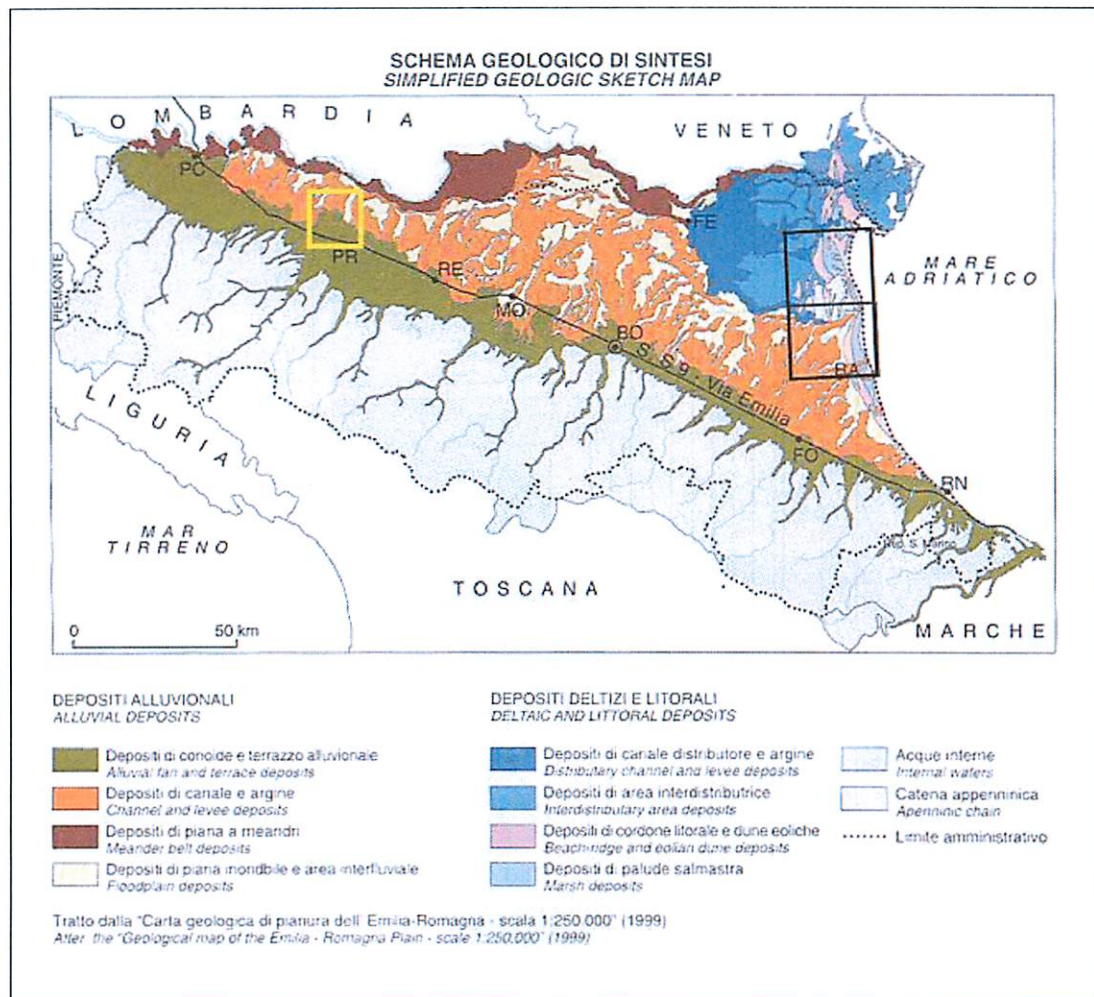 SCHEMA GEOLOGICO DI SINTESI
SIMPLIFIED GEOLOGIC SKETCH MAP
LOMBARDIA
VENETO
PC
FE
PIEMONTE
PR
RE
MO
BO
MARE
ADRIATICO
RA
S.S.9 - Via Emilia
LIGURIA
FO
RN
MAR
TIRRENO
Rep. S. Marino
TOSCANA
MARCHE
0 50 km
DEPOSITI ALLUVIONALI
ALLUVIAL DEPOSITS
Depositi di conoide e terrazzo alluvionale
Alluvial fan and terrace deposits
Depositi di canale e argine
Channel and levee deposits
Depositi di piana a meandri
Meander belt deposits
Depositi di piana inondbile e area interfluviale
Floodplain deposits
DEPOSITI DELTIZI E LITORALI
DELTAIC AND LITTORAL DEPOSITS
Depositi di canale distributore e argine
Distributary channel and levee deposits
Depositi di area interdistributrice
Interdistributary area deposits
Depositi di cordone litorale e dune eoliche
Beach ridge and eolian dune deposits
Depositi di palude salmastra
Marsh deposits
Acque interne
Internal waters
Catena appenninica
Apenninic chain
Limite amministrativo
Tratto dalla "Carta geologica di pianura dell' Emilia-Romagna - scala 1:250.000" (1999)
After the "Geological map of the Emilia - Romagna Plain - scale 1:250.000" (1999)